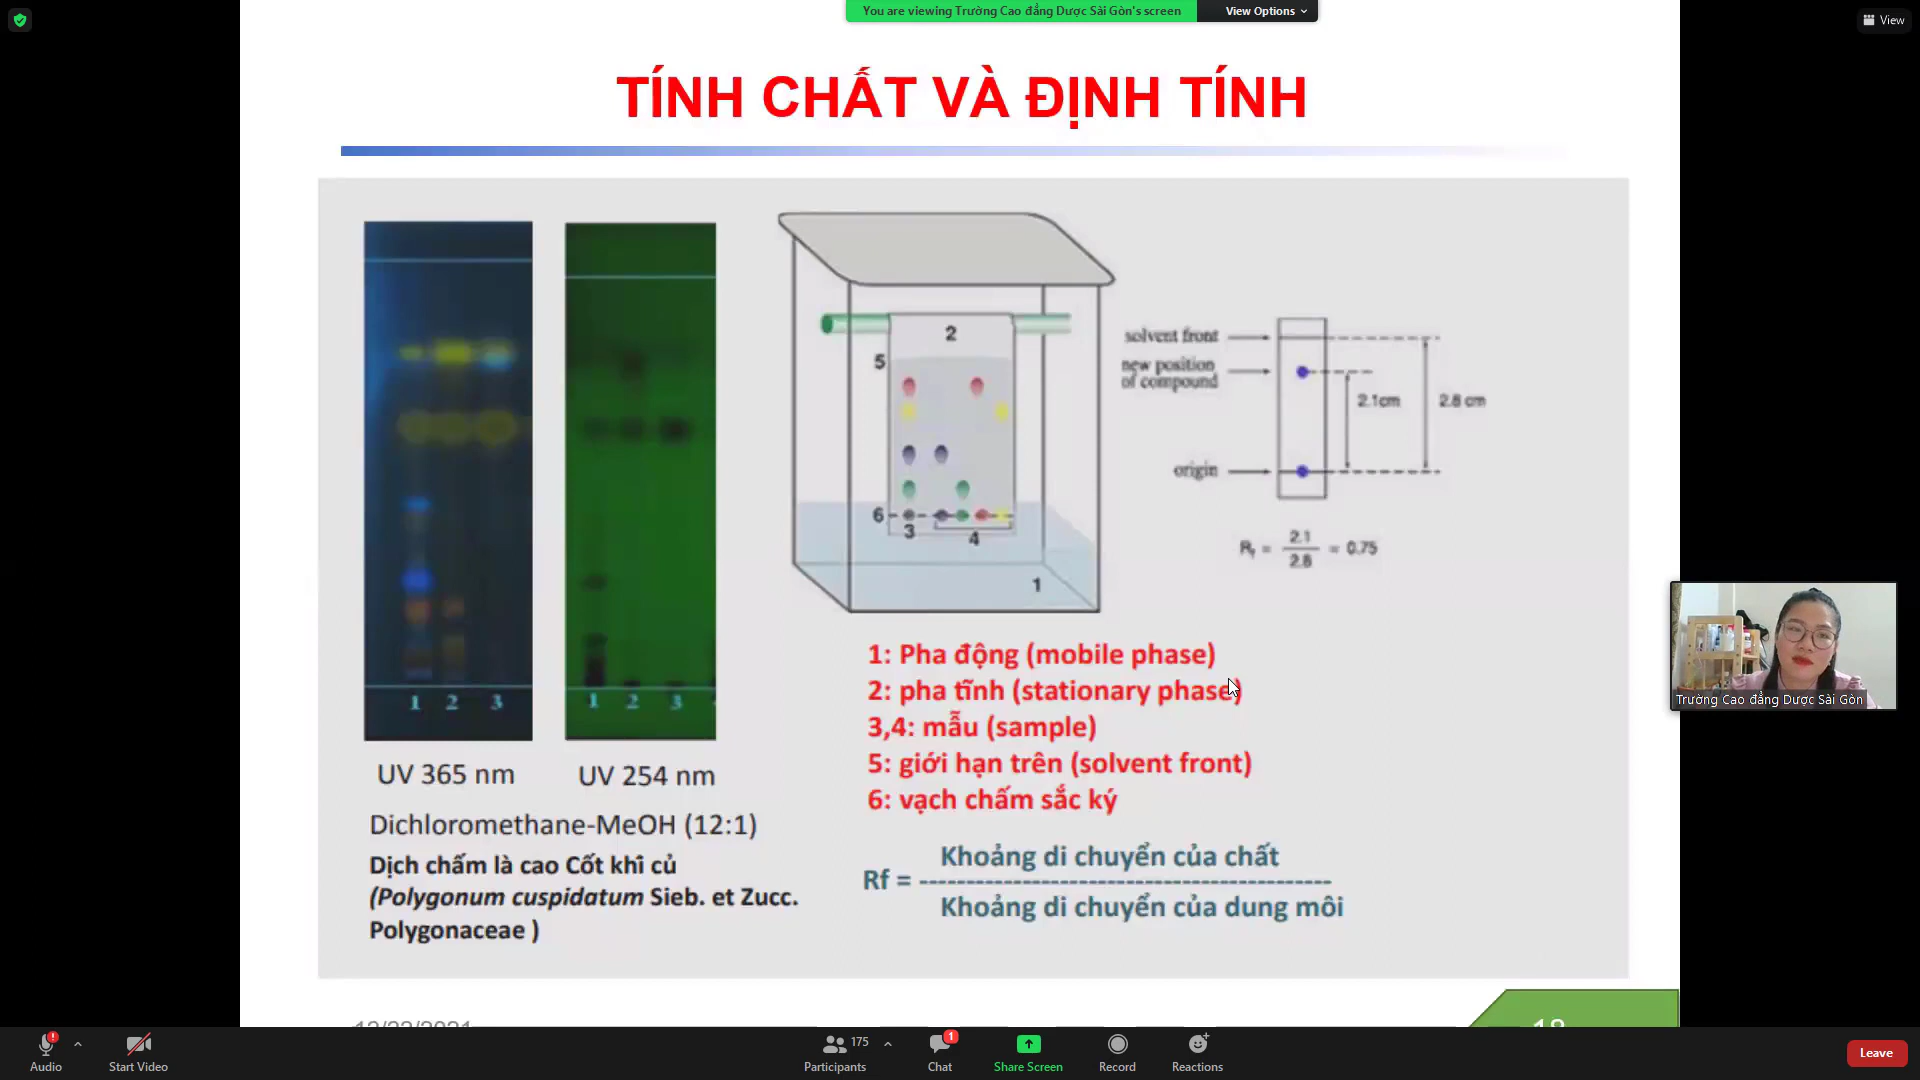 You are viewing Trường Cao đẳng Dược Sài Gòn's screen
View Options
View
TÍNH CHẤT VÀ ĐỊNH TÍNH
1 2 3
UV 365 nm
1 2 3
UV 254 nm
Dichloromethane-MeOH (12:1)
Dịch chấm là cao Cốt khí củ
(Polygonum cuspidatum Sieb. et Zucc.
Polygonaceae )
2
5
6
3
4
1
solvent front
new position
of compound
origin
2.1cm
2.8 cm
Rf = 2.1 / 2.8 = 0.75
1: Pha động (mobile phase)
2: pha tĩnh (stationary phase)
3,4: mẫu (sample)
5: giới hạn trên (solvent front)
6: vạch chấm sắc ký
Khoảng di chuyển của chất
Rf = --------------------------------------------
Khoảng di chuyển của dung môi
Trường Cao đẳng Dược Sài Gòn
Audio
Start Video
175
Participants
1
Chat
Share Screen
Record
Reactions
Leave